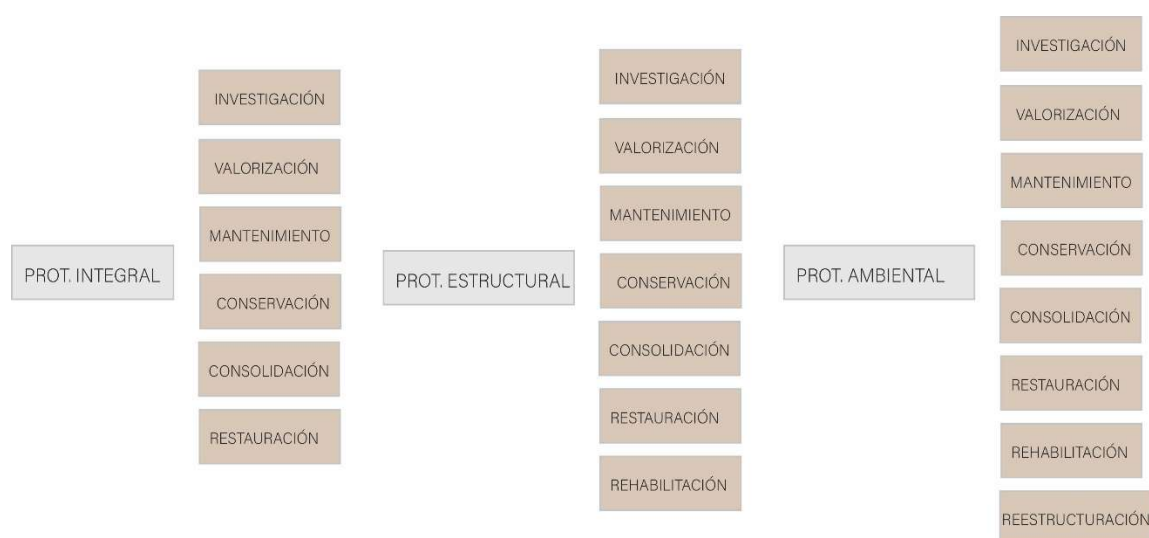 PROT. INTEGRAL
INVESTIGACIÓN
VALORIZACIÓN
MANTENIMIENTO
CONSERVACIÓN
CONSOLIDACIÓN
RESTAURACIÓN
PROT. ESTRUCTURAL
INVESTIGACIÓN
VALORIZACIÓN
MANTENIMIENTO
CONSERVACIÓN
CONSOLIDACIÓN
RESTAURACIÓN
REHABILITACIÓN
PROT. AMBIENTAL
INVESTIGACIÓN
VALORIZACIÓN
MANTENIMIENTO
CONSERVACIÓN
CONSOLIDACIÓN
RESTAURACIÓN
REHABILITACIÓN
REESTRUCTURACIÓN